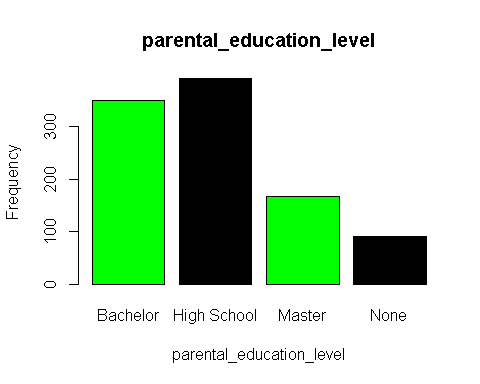 parental_education_level
Frequency
300
200
100
0
Bachelor High School Master None
parental_education_level